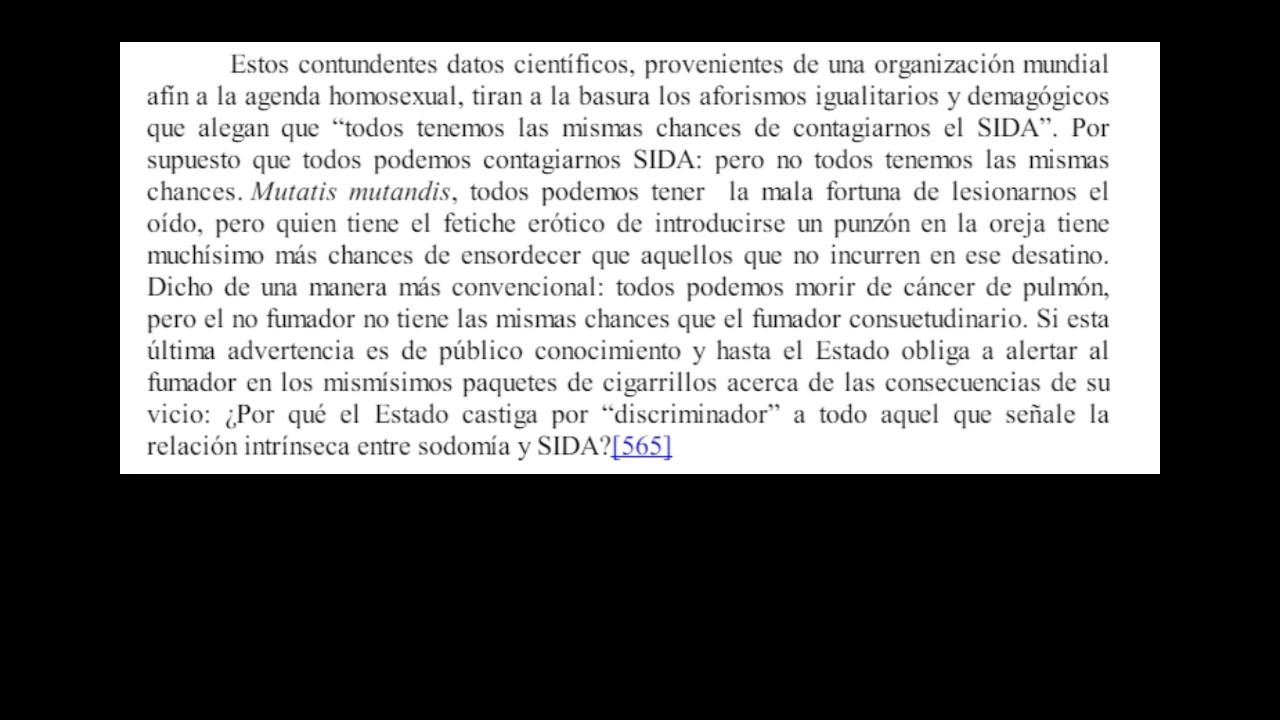 Estos contundentes datos científicos, provenientes de una organización mundial
afín a la agenda homosexual, tiran a la basura los aforismos igualitarios y demagógicos
que alegan que “todos tenemos las mismas chances de contagiarnos el SIDA”. Por
supuesto que todos podemos contagiarnos SIDA: pero no todos tenemos las mismas
chances. Mutatis mutandis, todos podemos tener la mala fortuna de lesionarnos el
oído, pero quien tiene el fetiche erótico de introducirse un punzón en la oreja tiene
muchísimo más chances de ensordecer que aquellos que no incurren en ese desatino.
Dicho de una manera más convencional: todos podemos morir de cáncer de pulmón,
pero el no fumador no tiene las mismas chances que el fumador consuetudinario. Si esta
última advertencia es de público conocimiento y hasta el Estado obliga a alertar al
fumador en los mismísimos paquetes de cigarrillos acerca de las consecuencias de su
vicio: ¿Por qué el Estado castiga por “discriminador” a todo aquel que señale la
relación intrínseca entre sodomía y SIDA?[565]